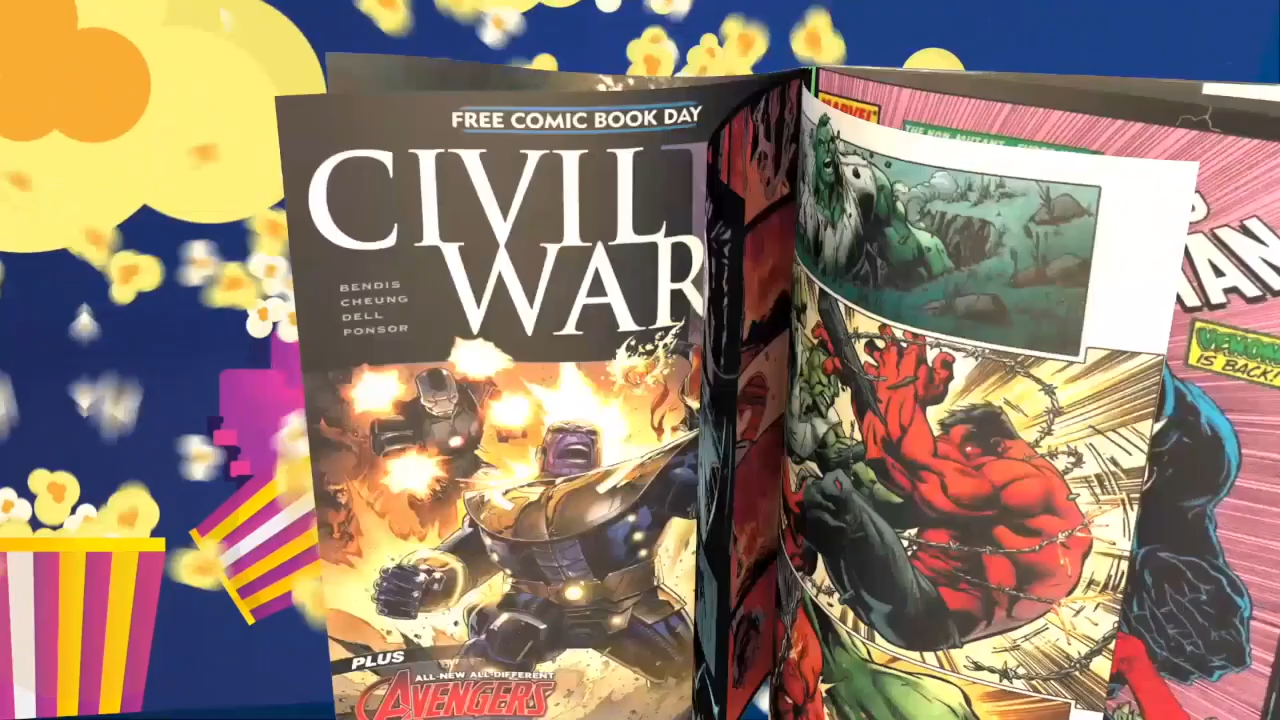 FREE COMIC BOOK DAY
CIVIL
WAR
BENDIS
CHEUNG
DELL
PONSOR
PLUS
ALL-NEW ALL-DIFFERENT
AVENGERS
MARVEL
THE NON-MUTANT
VENOM
IS BACK!